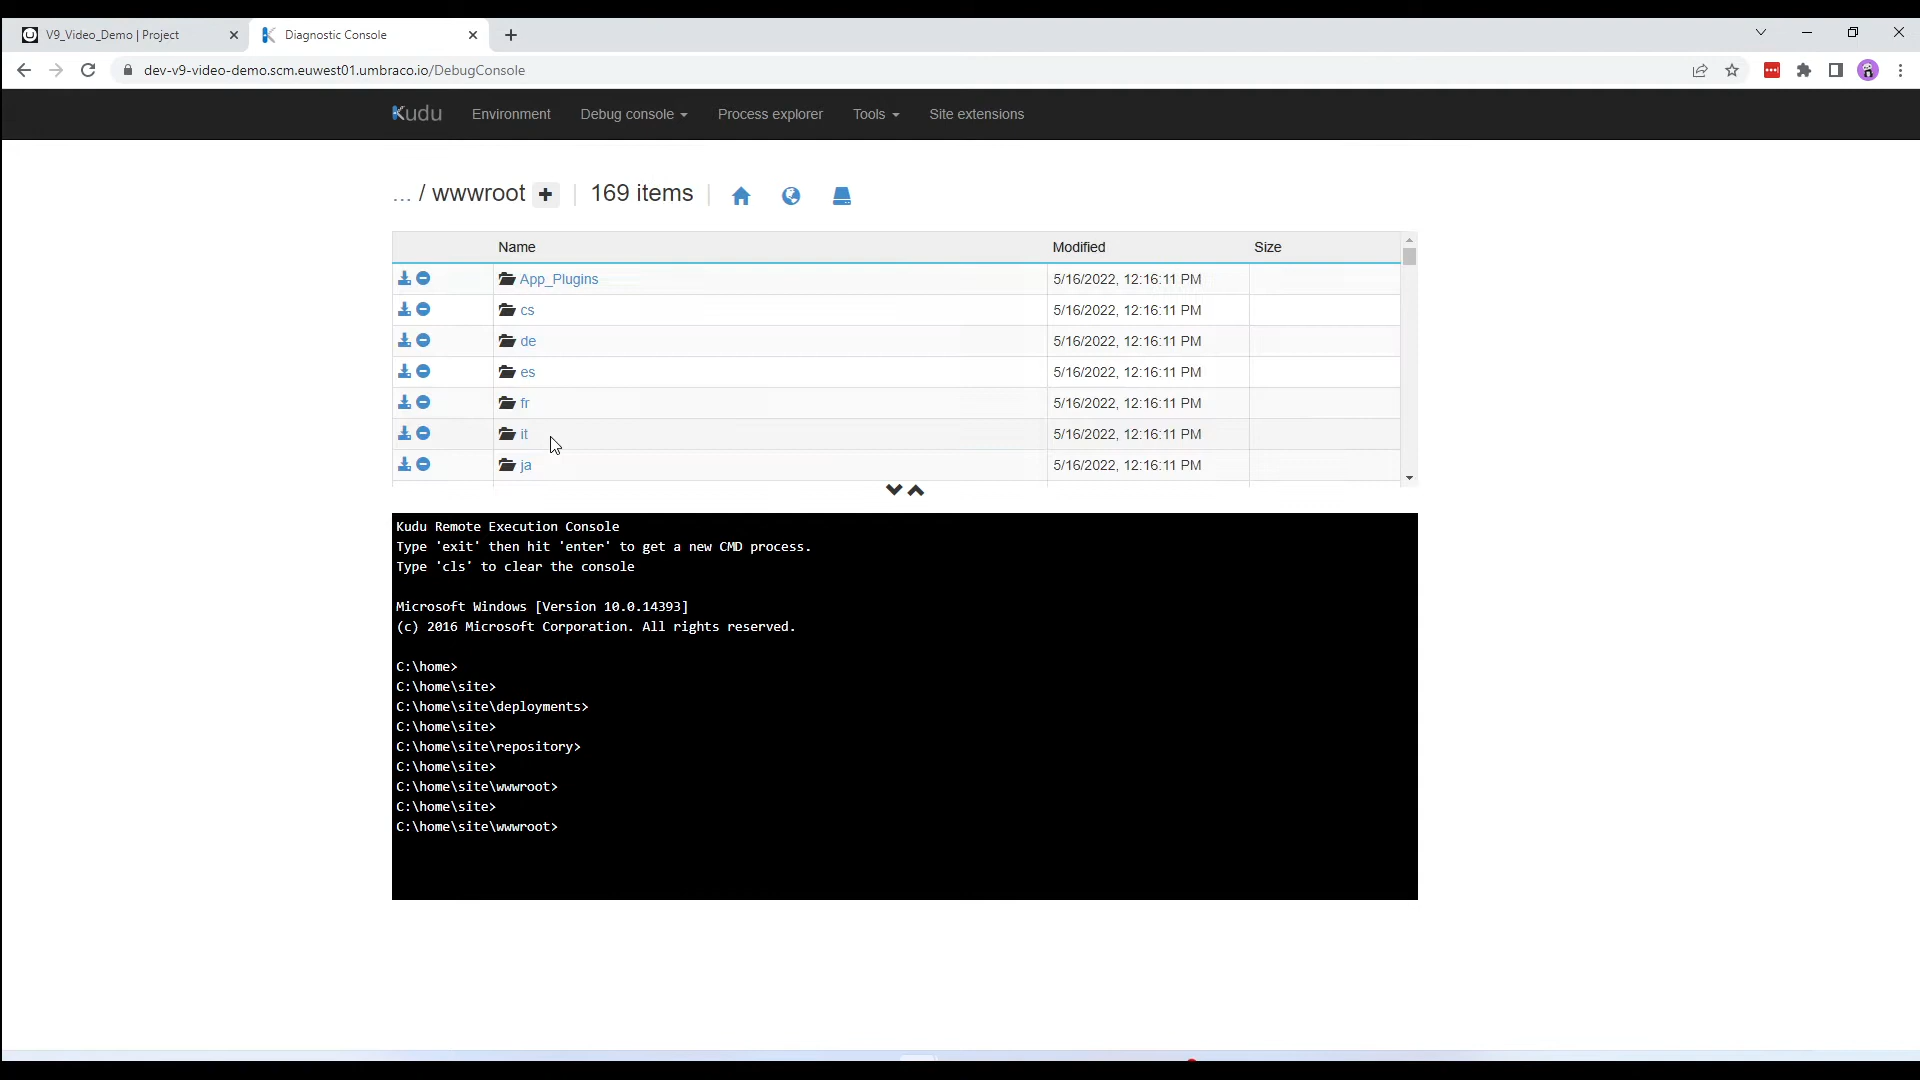 V9_Video_Demo | Project
Diagnostic Console
dev-v9-video-demo.scm.euwest01.umbraco.io/DebugConsole
Kudu Environment Debug console Process explorer Tools Site extensions
... / wwwroot 169 items
Name Modified Size
App_Plugins 5/16/2022, 12:16:11 PM
cs 5/16/2022, 12:16:11 PM
de 5/16/2022, 12:16:11 PM
es 5/16/2022, 12:16:11 PM
fr 5/16/2022, 12:16:11 PM
it 5/16/2022, 12:16:11 PM
ja 5/16/2022, 12:16:11 PM
Kudu Remote Execution Console
Type 'exit' then hit 'enter' to get a new CMD process.
Type 'cls' to clear the console
Microsoft Windows [Version 10.0.14393]
(c) 2016 Microsoft Corporation. All rights reserved.
C:\home>
C:\home\site>
C:\home\site\deployments>
C:\home\site>
C:\home\site\repository>
C:\home\site>
C:\home\site\wwwroot>
C:\home\site>
C:\home\site\wwwroot>